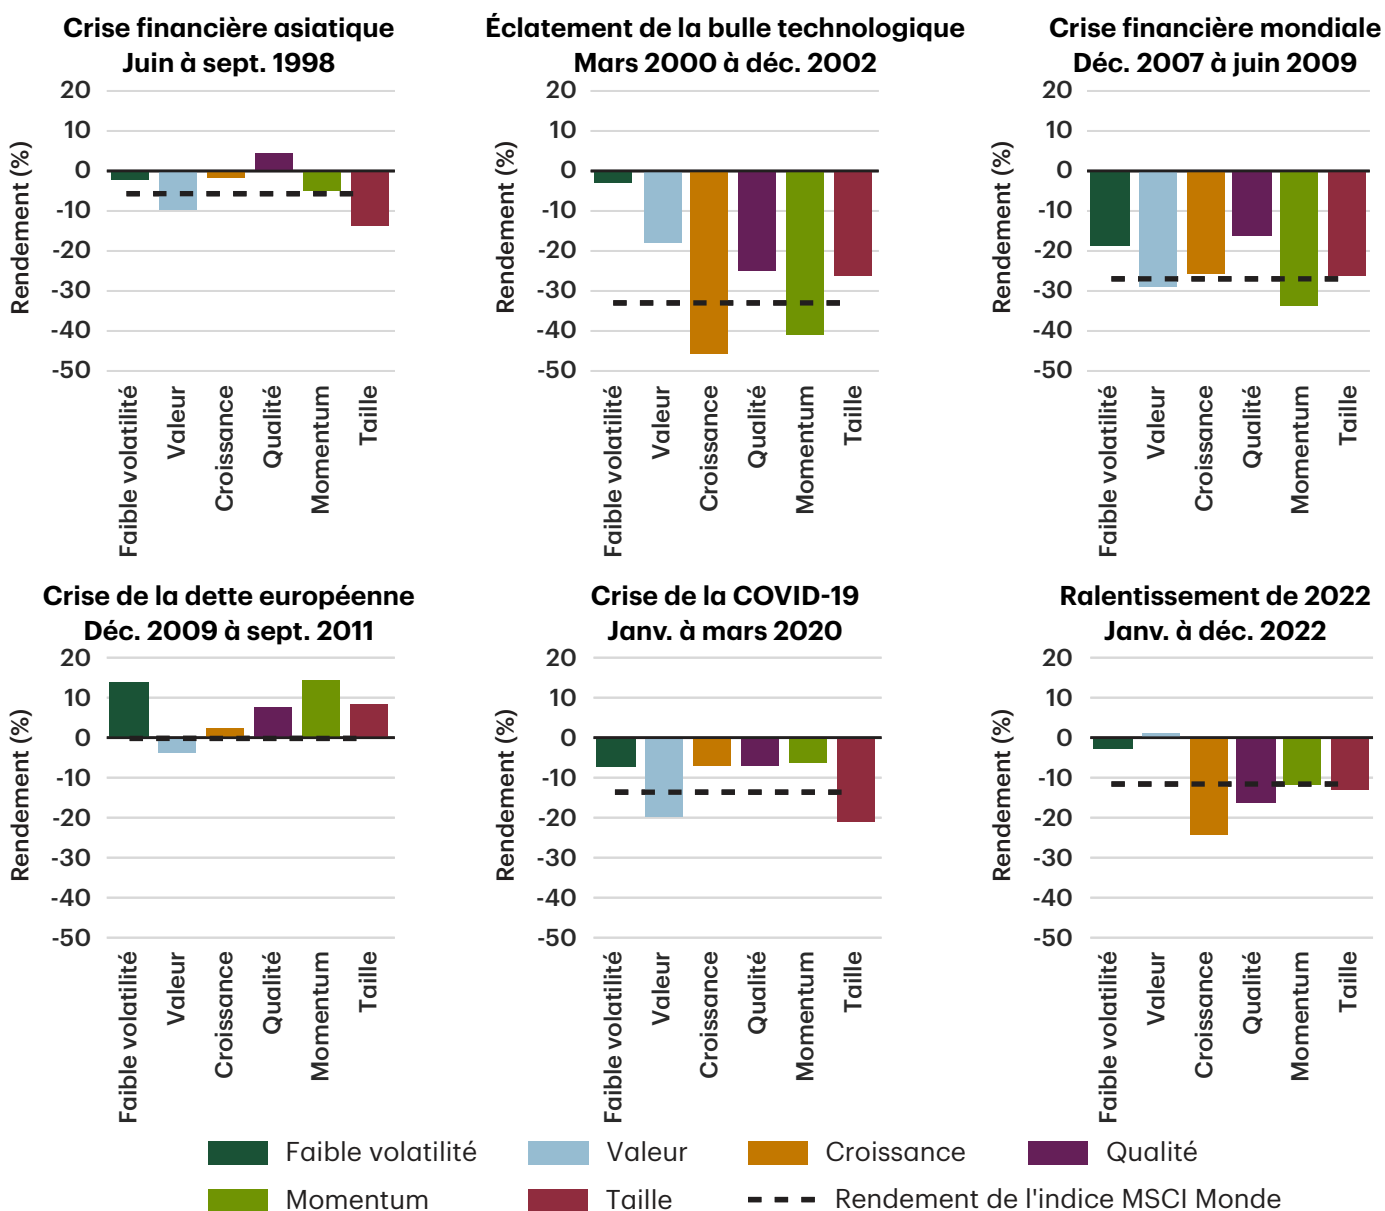 Crise financière asiatique
Juin à sept. 1998
Rendement (%)
20
10
0
-10
-20
-30
-40
-50
Faible volatilité
Valeur
Croissance
Qualité
Momentum
Taille
Éclatement de la bulle technologique
Mars 2000 à déc. 2002
Rendement (%)
20
10
0
-10
-20
-30
-40
-50
Faible volatilité
Valeur
Croissance
Qualité
Momentum
Taille
Crise financière mondiale
Déc. 2007 à juin 2009
Rendement (%)
20
10
0
-10
-20
-30
-40
-50
Faible volatilité
Valeur
Croissance
Qualité
Momentum
Taille
Crise de la dette européenne
Déc. 2009 à sept. 2011
Rendement (%)
20
10
0
-10
-20
-30
-40
-50
Faible volatilité
Valeur
Croissance
Qualité
Momentum
Taille
Crise de la COVID-19
Janv. à mars 2020
Rendement (%)
20
10
0
-10
-20
-30
-40
-50
Faible volatilité
Valeur
Croissance
Qualité
Momentum
Taille
Ralentissement de 2022
Janv. à déc. 2022
Rendement (%)
20
10
0
-10
-20
-30
-40
-50
Faible volatilité
Valeur
Croissance
Qualité
Momentum
Taille
Faible volatilité
Valeur
Croissance
Qualité
Momentum
Taille
Rendement de l'indice MSCI Monde